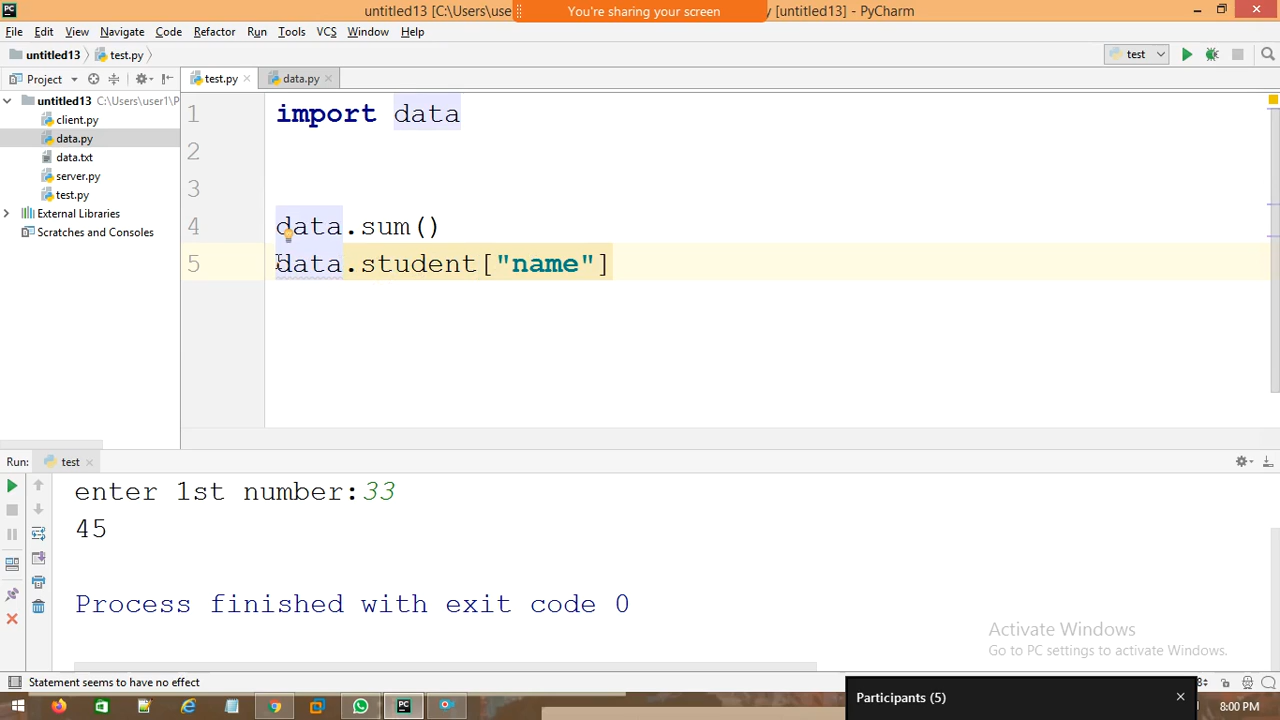 untitled13 [C:\Users\use
You're sharing your screen
[untitled13] - PyCharm
File Edit View Navigate Code Refactor Run Tools VCS Window Help
untitled13 test.py
test
Project
test.py
data.py
untitled13 C:\Users\user1\P
client.py
data.py
data.txt
server.py
test.py
External Libraries
Scratches and Consoles
1 import data
2
3
4 data.sum()
5 data.student["name"]
Run: test
enter 1st number:33
45
Process finished with exit code 0
Activate Windows
Go to PC settings to activate Windows.
Statement seems to have no effect
Participants (5)
8:00 PM